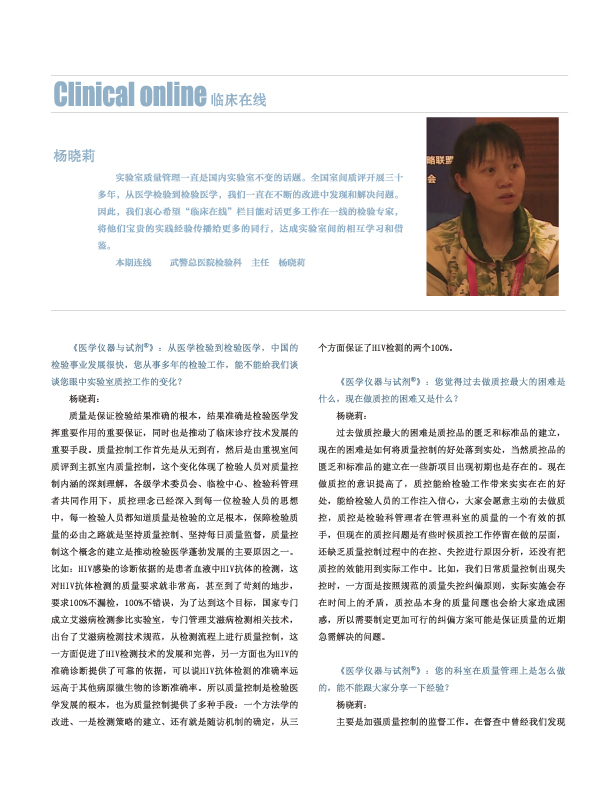 Clinical online 临床在线
略联盟
会
杨晓莉
实验室质量管理一直是国内实验室不变的话题。全国室间质评开展三十
多年，从医学检验到检验医学，我们一直在不断的改进中发现和解决问题。
因此，我们衷心希望“临床在线”栏目能对话更多工作在一线的检验专家，
将他们宝贵的实践经验传播给更多的同行，达成实验室间的相互学习和借
鉴。
本期连线 武警总医院检验科 主任 杨晓莉
《医学仪器与试剂®》：从医学检验到检验医学，中国的
检验事业发展很快，您从事多年的检验工作，能不能给我们谈
谈您眼中实验室质控工作的变化？
杨晓莉：
质量是保证检验结果准确的根本，结果准确是检验医学发
挥重要作用的重要保证，同时也是推动了临床诊疗技术发展的
重要手段。质量控制工作首先是从无到有，然后是由重视室间
质评到主抓室内质量控制，这个变化体现了检验人员对质量控
制内涵的深刻理解，各级学术委员会、临检中心、检验科管理
者共同作用下，质控理念已经深入到每一位检验人员的思想
中，每一检验人员都知道质量是检验的立足根本，保障检验质
量的必由之路就是坚持质量控制、坚持每日质量监督，质量控
制这个概念的建立是推动检验医学蓬勃发展的主要原因之一。
比如：HIV感染的诊断依据的是患者血液中HIV抗体的检测，这
对HIV抗体检测的质量要求就非常高，甚至到了苛刻的地步，
要求100%不漏检，100%不错误，为了达到这个目标，国家专门
成立艾滋病检测参比实验室，专门管理艾滋病检测相关技术，
出台了艾滋病检测技术规范，从检测流程上进行质量控制，这
一方面促进了HIV检测技术的发展和完善，另一方面也为HIV的
准确诊断提供了可靠的依据，可以说HIV抗体检测的准确率远
远高于其他病原微生物的诊断准确率。所以质量控制是检验医
学发展的根本，也为质量控制提供了多种手段：一个方法学的
改进、一是检测策略的建立、还有就是随访机制的确定，从三
个方面保证了HIV检测的两个100%。
《医学仪器与试剂®》：您觉得过去做质控最大的困难是
什么，现在做质控的困难又是什么？
杨晓莉：
过去做质控最大的困难是质控品的匮乏和标准品的建立，
现在的困难是如何将质量控制的好处落到实处，当然质控品的
匮乏和标准品的建立在一些新项目出现初期也是存在的。现在
做质控的意识提高了，质控能给检验工作带来实实在在的好
处，能给检验人员的工作注入信心，大家会愿意主动的去做质
控，质控是检验科管理者在管理科室的质量的一个有效的抓
手，但现在的质控问题是有些时候质控工作停留在做的层面，
还缺乏质量控制过程中的在控、失控进行原因分析，还没有把
质控的效能用到实际工作中。比如，我们日常质量控制出现失
控时，一方面是按照规范的质量失控纠偏原则，实际实施会存
在时间上的矛盾，质控品本身的质量问题也会给大家造成困
惑，所以需要制定更加可行的纠偏方案可能是保证质量的近期
急需解决的问题。
《医学仪器与试剂®》：您的科室在质量管理上是怎么做
的，能不能跟大家分享一下经验？
杨晓莉：
主要是加强质量控制的监督工作。在督查中曾经我们发现